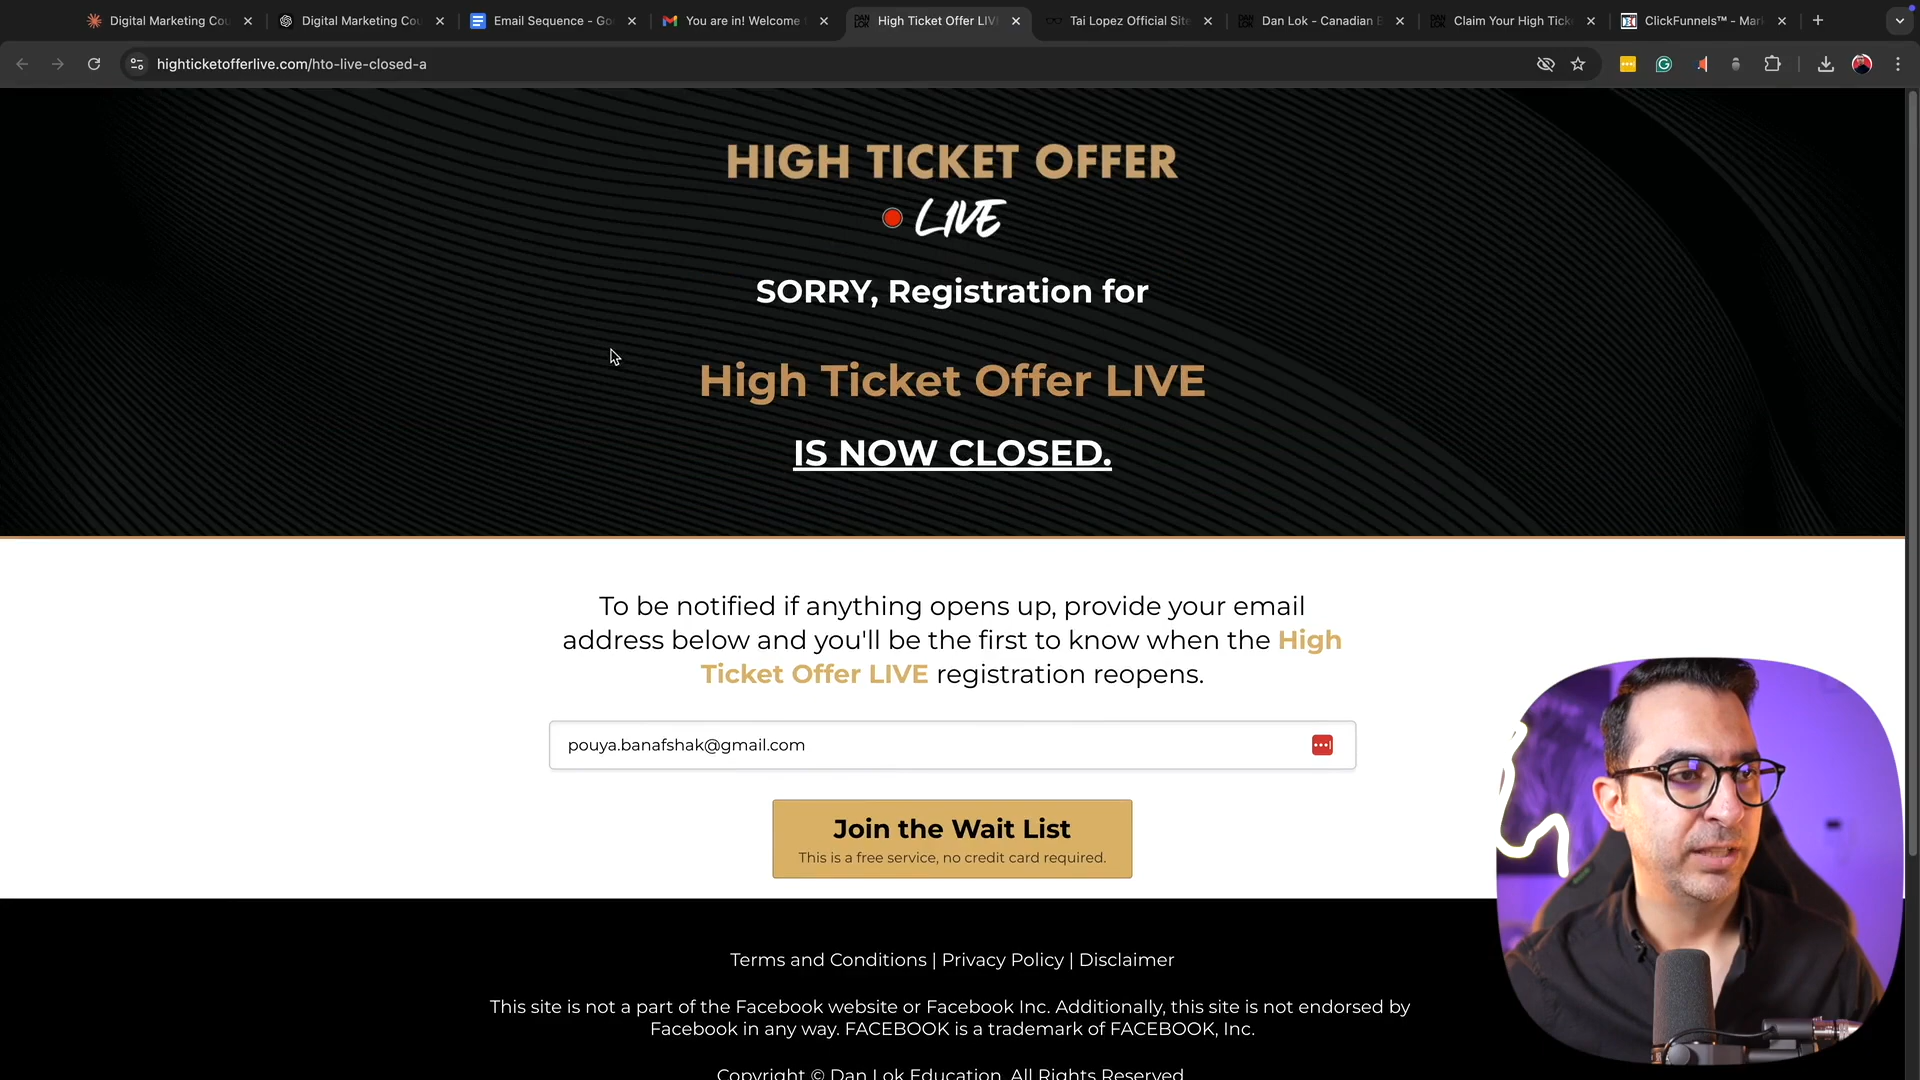 Digital Marketing Cou
Digital Marketing Cou
Email Sequence - Go
You are in! Welcome
High Ticket Offer LIV
Tai Lopez Official Site
Dan Lok - Canadian B
Claim Your High Tick
ClickFunnels™ - Mar
highticketofferlive.com/hto-live-closed-a
HIGH TICKET OFFER
LIVE
SORRY, Registration for
High Ticket Offer LIVE
IS NOW CLOSED.
To be notified if anything opens up, provide your email
address below and you'll be the first to know when the High
Ticket Offer LIVE registration reopens.
pouya.banafshak@gmail.com
Join the Wait List
This is a free service, no credit card required.
Terms and Conditions | Privacy Policy | Disclaimer
This site is not a part of the Facebook website or Facebook Inc. Additionally, this site is not endorsed by
Facebook in any way. FACEBOOK is a trademark of FACEBOOK, Inc.
Copyright © Dan Lok Education. All Rights Reserved